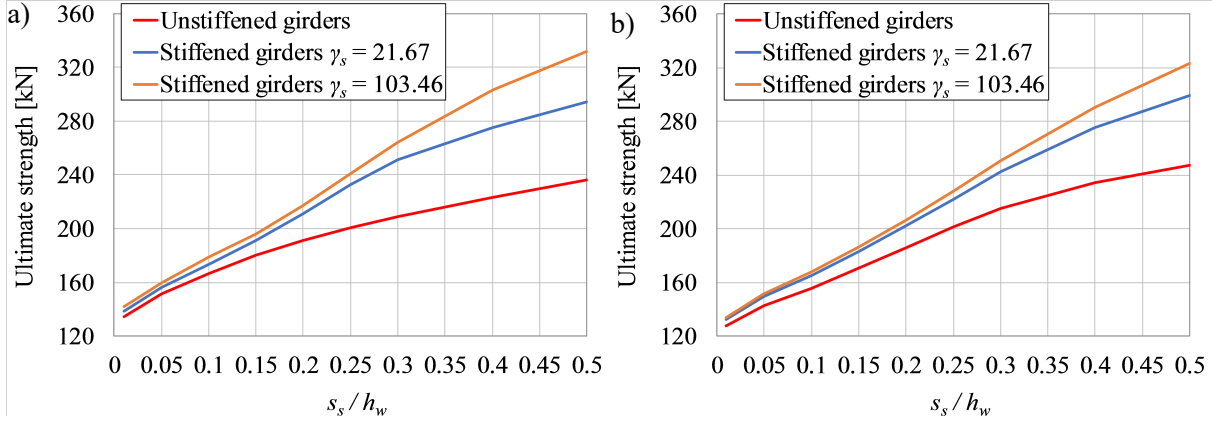 a)
Unstiffened girders
Stiffened girders γs = 21.67
Stiffened girders γs = 103.46
Ultimate strength [kN]
360
320
280
240
200
160
120
0 0.05 0.1 0.15 0.2 0.25 0.3 0.35 0.4 0.45 0.5
ss / hw
b)
Unstiffened girders
Stiffened girders γs = 21.67
Stiffened girders γs = 103.46
Ultimate strength [kN]
360
320
280
240
200
160
120
0 0.05 0.1 0.15 0.2 0.25 0.3 0.35 0.4 0.45 0.5
ss / hw